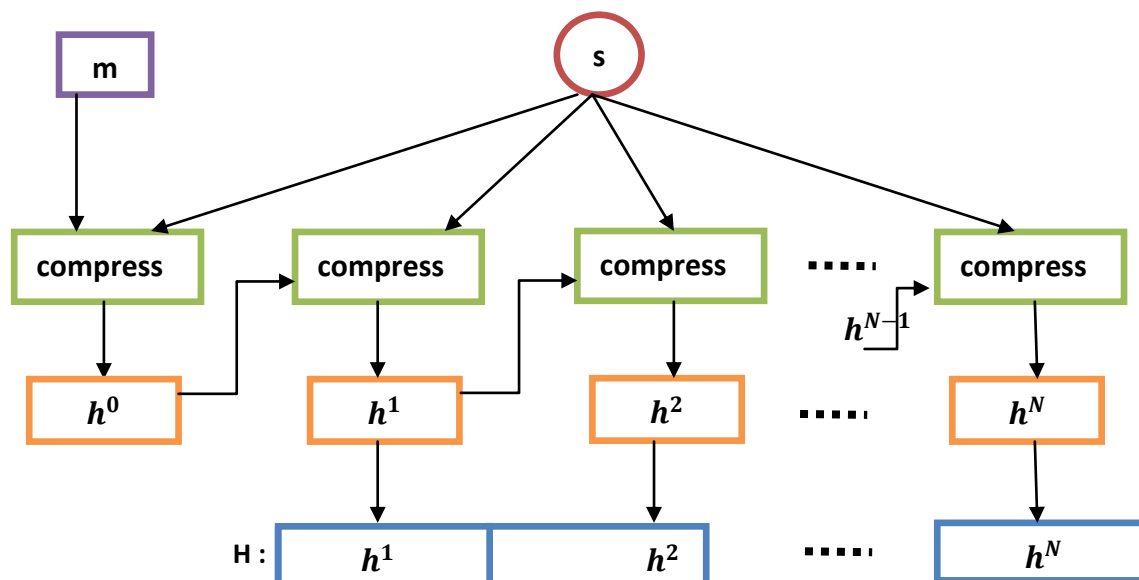 m
s
compress compress compress compress
h^{N-1}
h^0 h^1 h^2 h^N
H : h^1 h^2 h^N